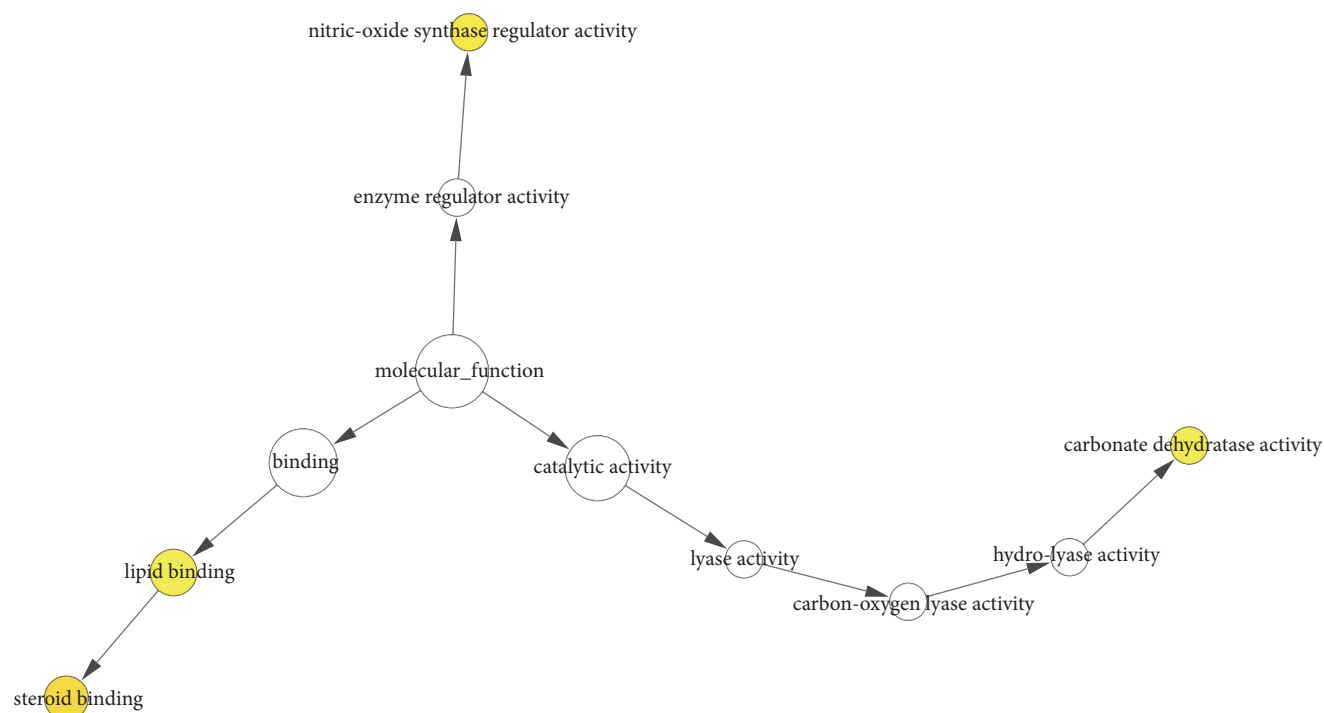 nitric-oxide synthase regulator activity
enzyme regulator activity
molecular_function
binding
catalytic activity
carbonate dehydratase activity
lyase activity
hydro-lyase activity
lipid binding
carbon-oxygen lyase activity
steroid binding